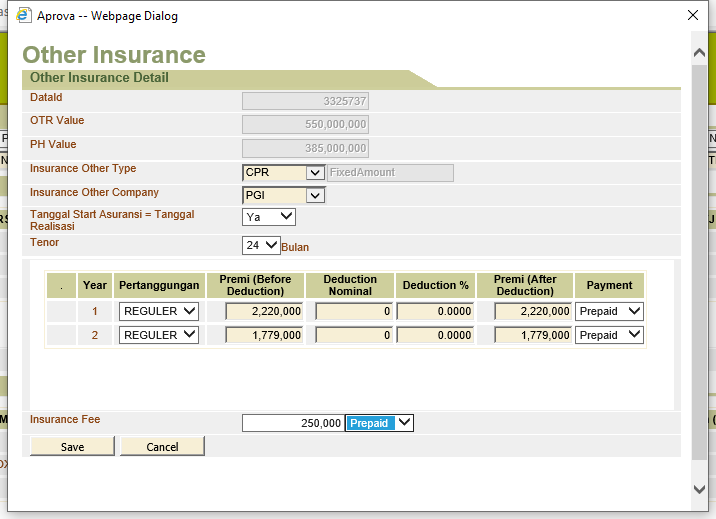 Aprova -- Webpage Dialog
Other Insurance
Other Insurance Detail
DataId 3325737
OTR Value 550,000,000
PH Value 385,000,000
Insurance Other Type CPR FixedAmount
Insurance Other Company PGI
Tanggal Start Asuransi = Tanggal Realisasi Ya
Tenor 24 Bulan
. Year Pertanggungan Premi (Before Deduction) Deduction Nominal Deduction % Premi (After Deduction) Payment
1 REGULER 2,220,000 0 0.0000 2,220,000 Prepaid
2 REGULER 1,779,000 0 0.0000 1,779,000 Prepaid
Insurance Fee 250,000 Prepaid
Save Cancel